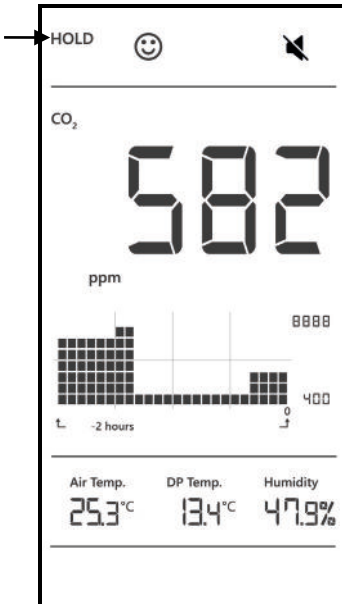 HOLD
CO₂
582
ppm
8888
400
0
-2 hours
Air Temp. DP Temp. Humidity
25.3°C 13.4°C 47.9%